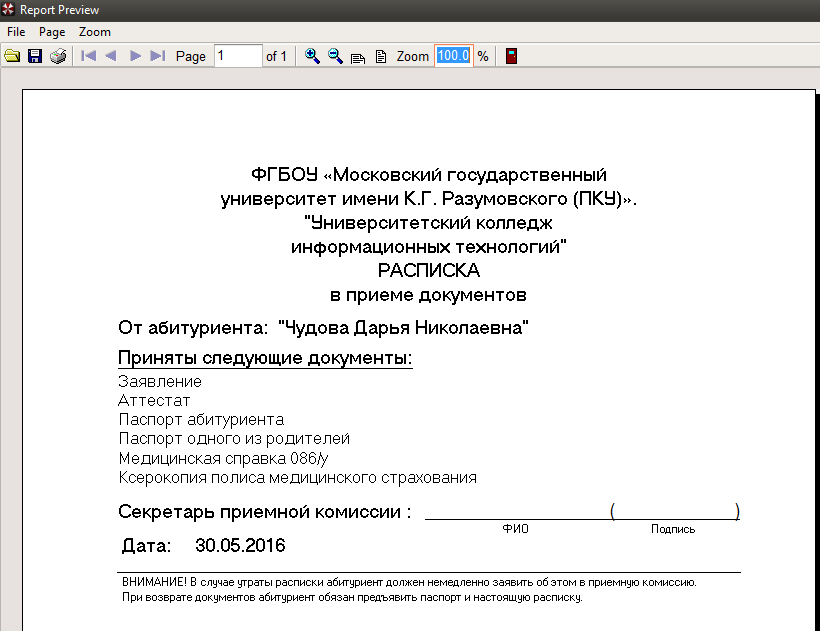 Report Preview
File Page Zoom
Page 1 of 1 Zoom 100.0 %
ФГБОУ «Московский государственный
университет имени К.Г. Разумовского (ПКУ)».
"Университетский колледж
информационных технологий"
РАСПИСКА
в приеме документов
От абитуриента: "Чудова Дарья Николаевна"
Приняты следующие документы:
Заявление
Аттестат
Паспорт абитуриента
Паспорт одного из родителей
Медицинская справка 086/у
Ксерокопия полиса медицинского страхования
Секретарь приемной комиссии : ( )
ФИО Подпись
Дата: 30.05.2016
ВНИМАНИЕ! В случае утраты расписки абитуриент должен немедленно заявить об этом в приемную комиссию.
При возврате документов абитуриент обязан предъявить паспорт и настоящую расписку.